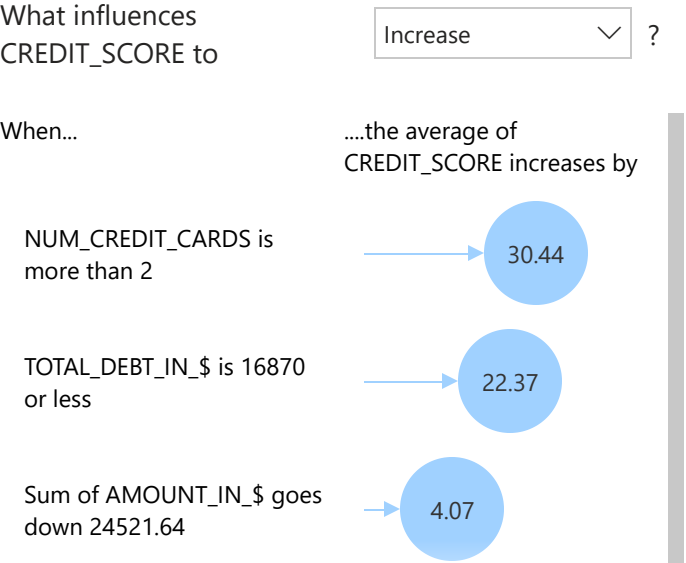 What influences
CREDIT_SCORE to
Increase
?
When...
....the average of
CREDIT_SCORE increases by
NUM_CREDIT_CARDS is
more than 2
30.44
TOTAL_DEBT_IN_$ is 16870
or less
22.37
Sum of AMOUNT_IN_$ goes
down 24521.64
4.07